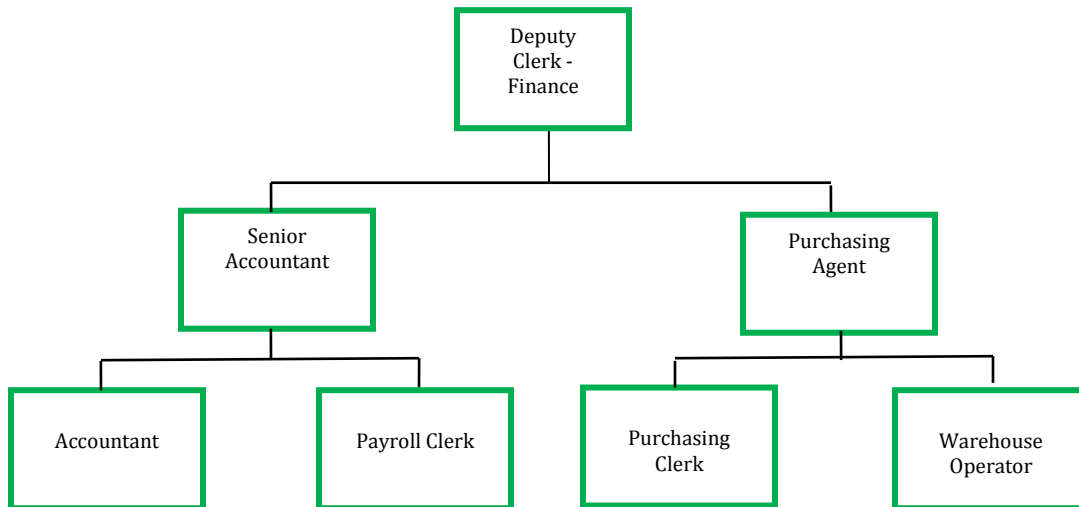 Deputy
Clerk -
Finance
Senior
Accountant
Purchasing
Agent
Accountant
Payroll Clerk
Purchasing
Clerk
Warehouse
Operator